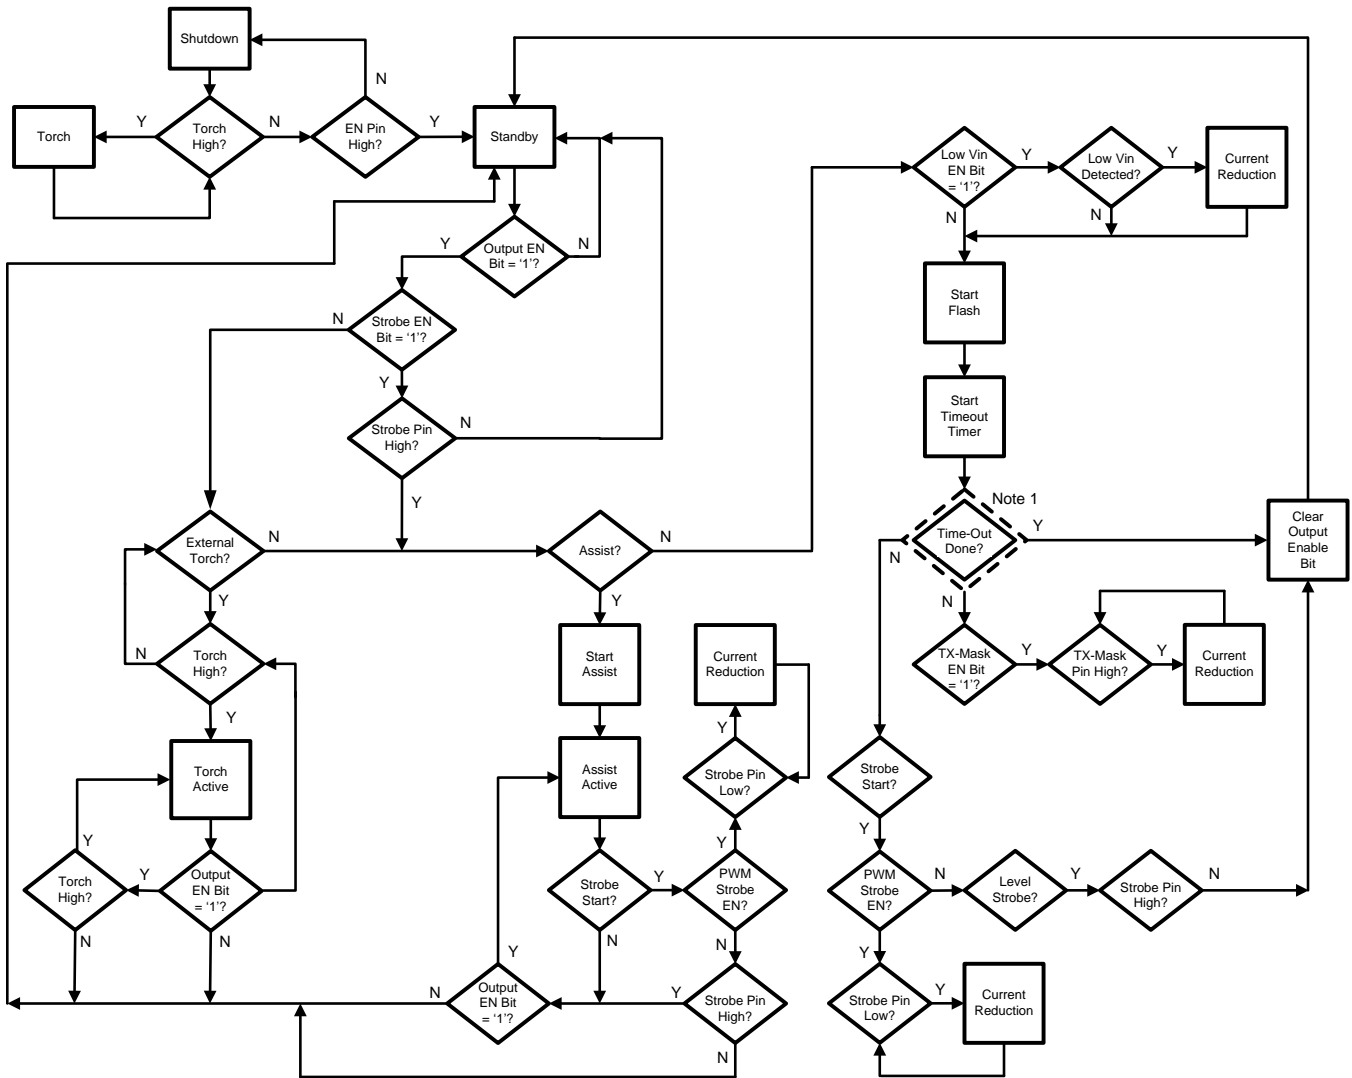 Shutdown
N
Torch
Y
Torch
High?
N
EN Pin
High?
Y
Standby
Low Vin
EN Bit
= ‘1’?
Y
Low Vin
Detected?
Y
Current
Reduction
N
N
Y
Output EN
Bit = ‘1’?
N
Start
Flash
N
Strobe EN
Bit = ‘1’?
Y
Start
Timeout
Timer
Strobe Pin
High?
N
Y
Note 1
External
Torch?
N
Assist?
N
Time-Out
Done?
Y
N
Clear
Output
Enable
Bit
Y
Y
N
Torch
High?
N
Start
Assist
Current
Reduction
TX-Mask
EN Bit
= ‘1’?
Y
TX-Mask
Pin High?
Y
Current
Reduction
Y
Y
Torch
Active
Assist
Active
Strobe Pin
Low?
Strobe
Start?
Y
Y
Y
Torch
High?
Y
Output
EN Bit
= ‘1’?
Strobe
Start?
Y
PWM
Strobe
EN?
PWM
Strobe
EN?
N
Level
Strobe?
Y
Strobe Pin
High?
N
N
N
N
N
Y
Y
N
Output
EN Bit
= ‘1’?
Y
Strobe Pin
High?
Strobe Pin
Low?
Y
Current
Reduction
N